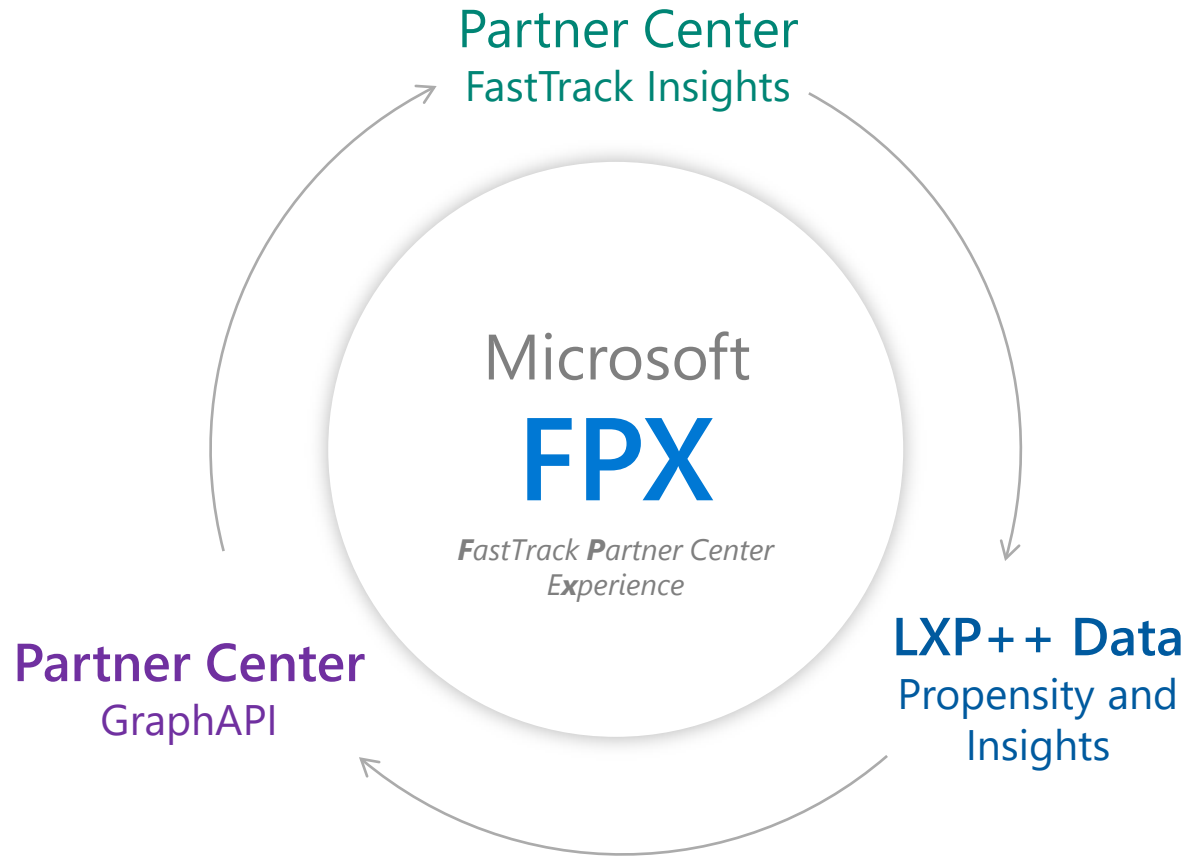 Partner Center
FastTrack Insights
Microsoft
FPX
FastTrack Partner Center
Experience
LXP++ Data
Propensity and
Insights
Partner Center
GraphAPI